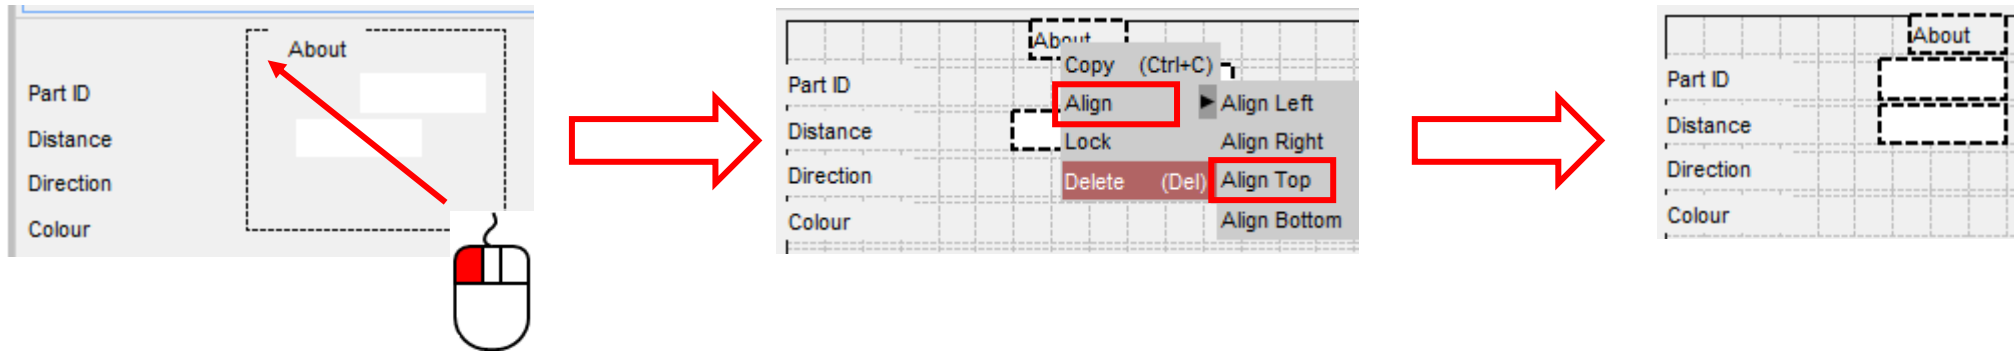 About
Part ID
Distance
Direction
Colour
About
Part ID
Distance
Direction
Colour
Copy (Ctrl+C)
Align
Lock
Delete (Del)
Align Left
Align Right
Align Top
Align Bottom
About
Part ID
Distance
Direction
Colour